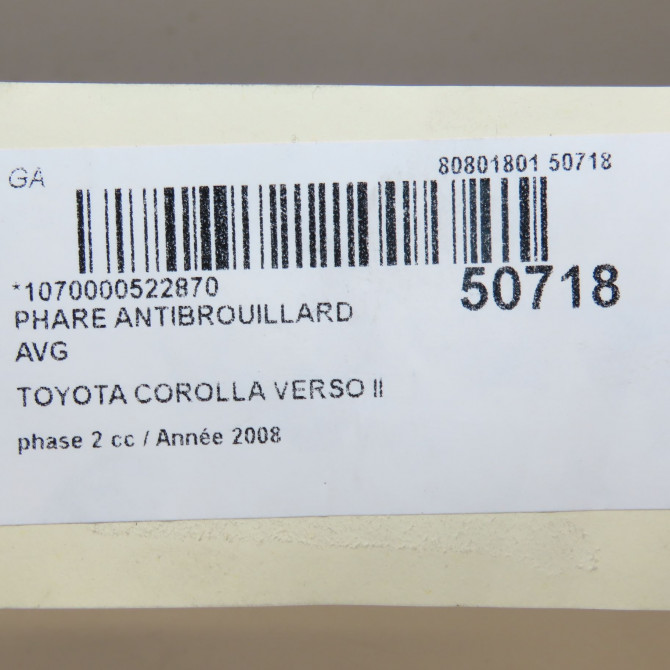 GA
80801801 50718
*1070000522870
50718
PHARE ANTIBROUILLARD
AVG
TOYOTA COROLLA VERSO II
phase 2 cc / Année 2008